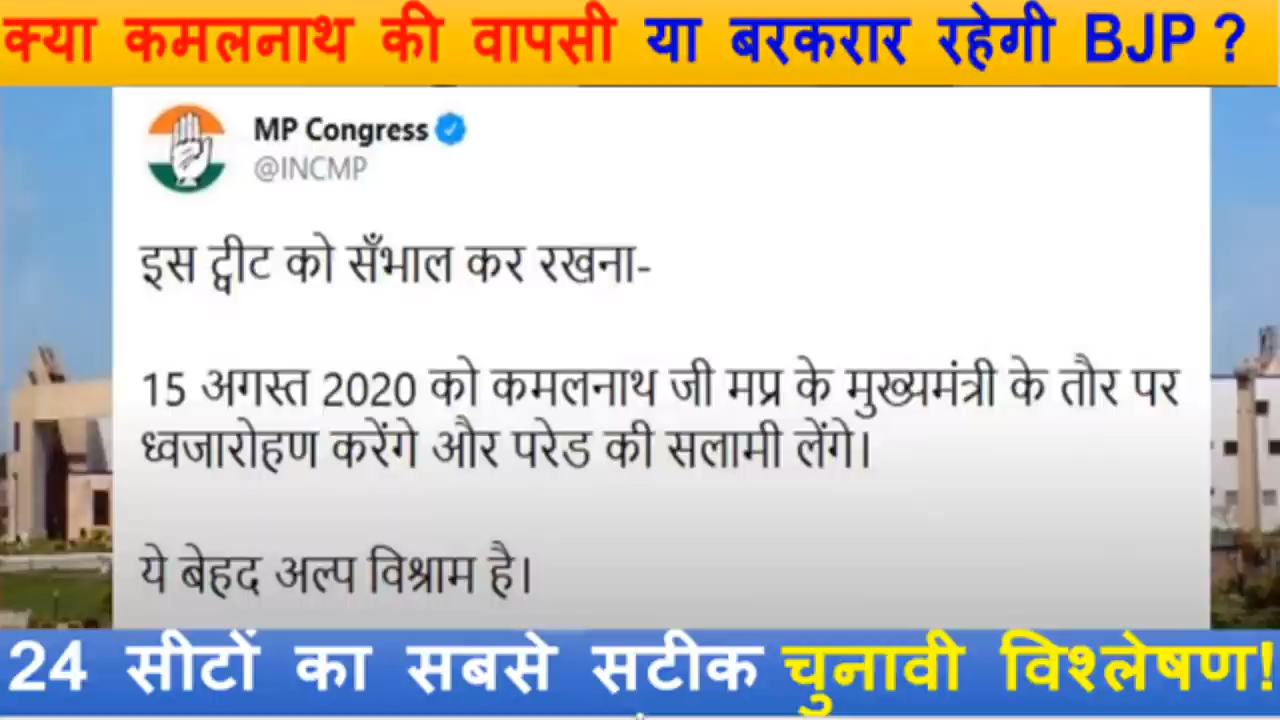 क्या कमलनाथ की वापसी या बरकरार रहेगी BJP ?
MP Congress
@INCMP
इस ट्वीट को सँभाल कर रखना-
15 अगस्त 2020 को कमलनाथ जी मप्र के मुख्यमंत्री के तौर पर
ध्वजारोहण करेंगे और परेड की सलामी लेंगे।
ये बेहद अल्प विश्राम है।
24 सीटों का सबसे सटीक चुनावी विश्लेषण!